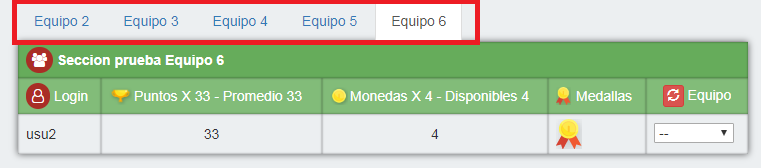 Equipo 2 Equipo 3 Equipo 4 Equipo 5 Equipo 6
Seccion prueba Equipo 6
Login Puntos X 33 - Promedio 33 Monedas X 4 - Disponibles 4 Medallas Equipo
usu2 33 4 --